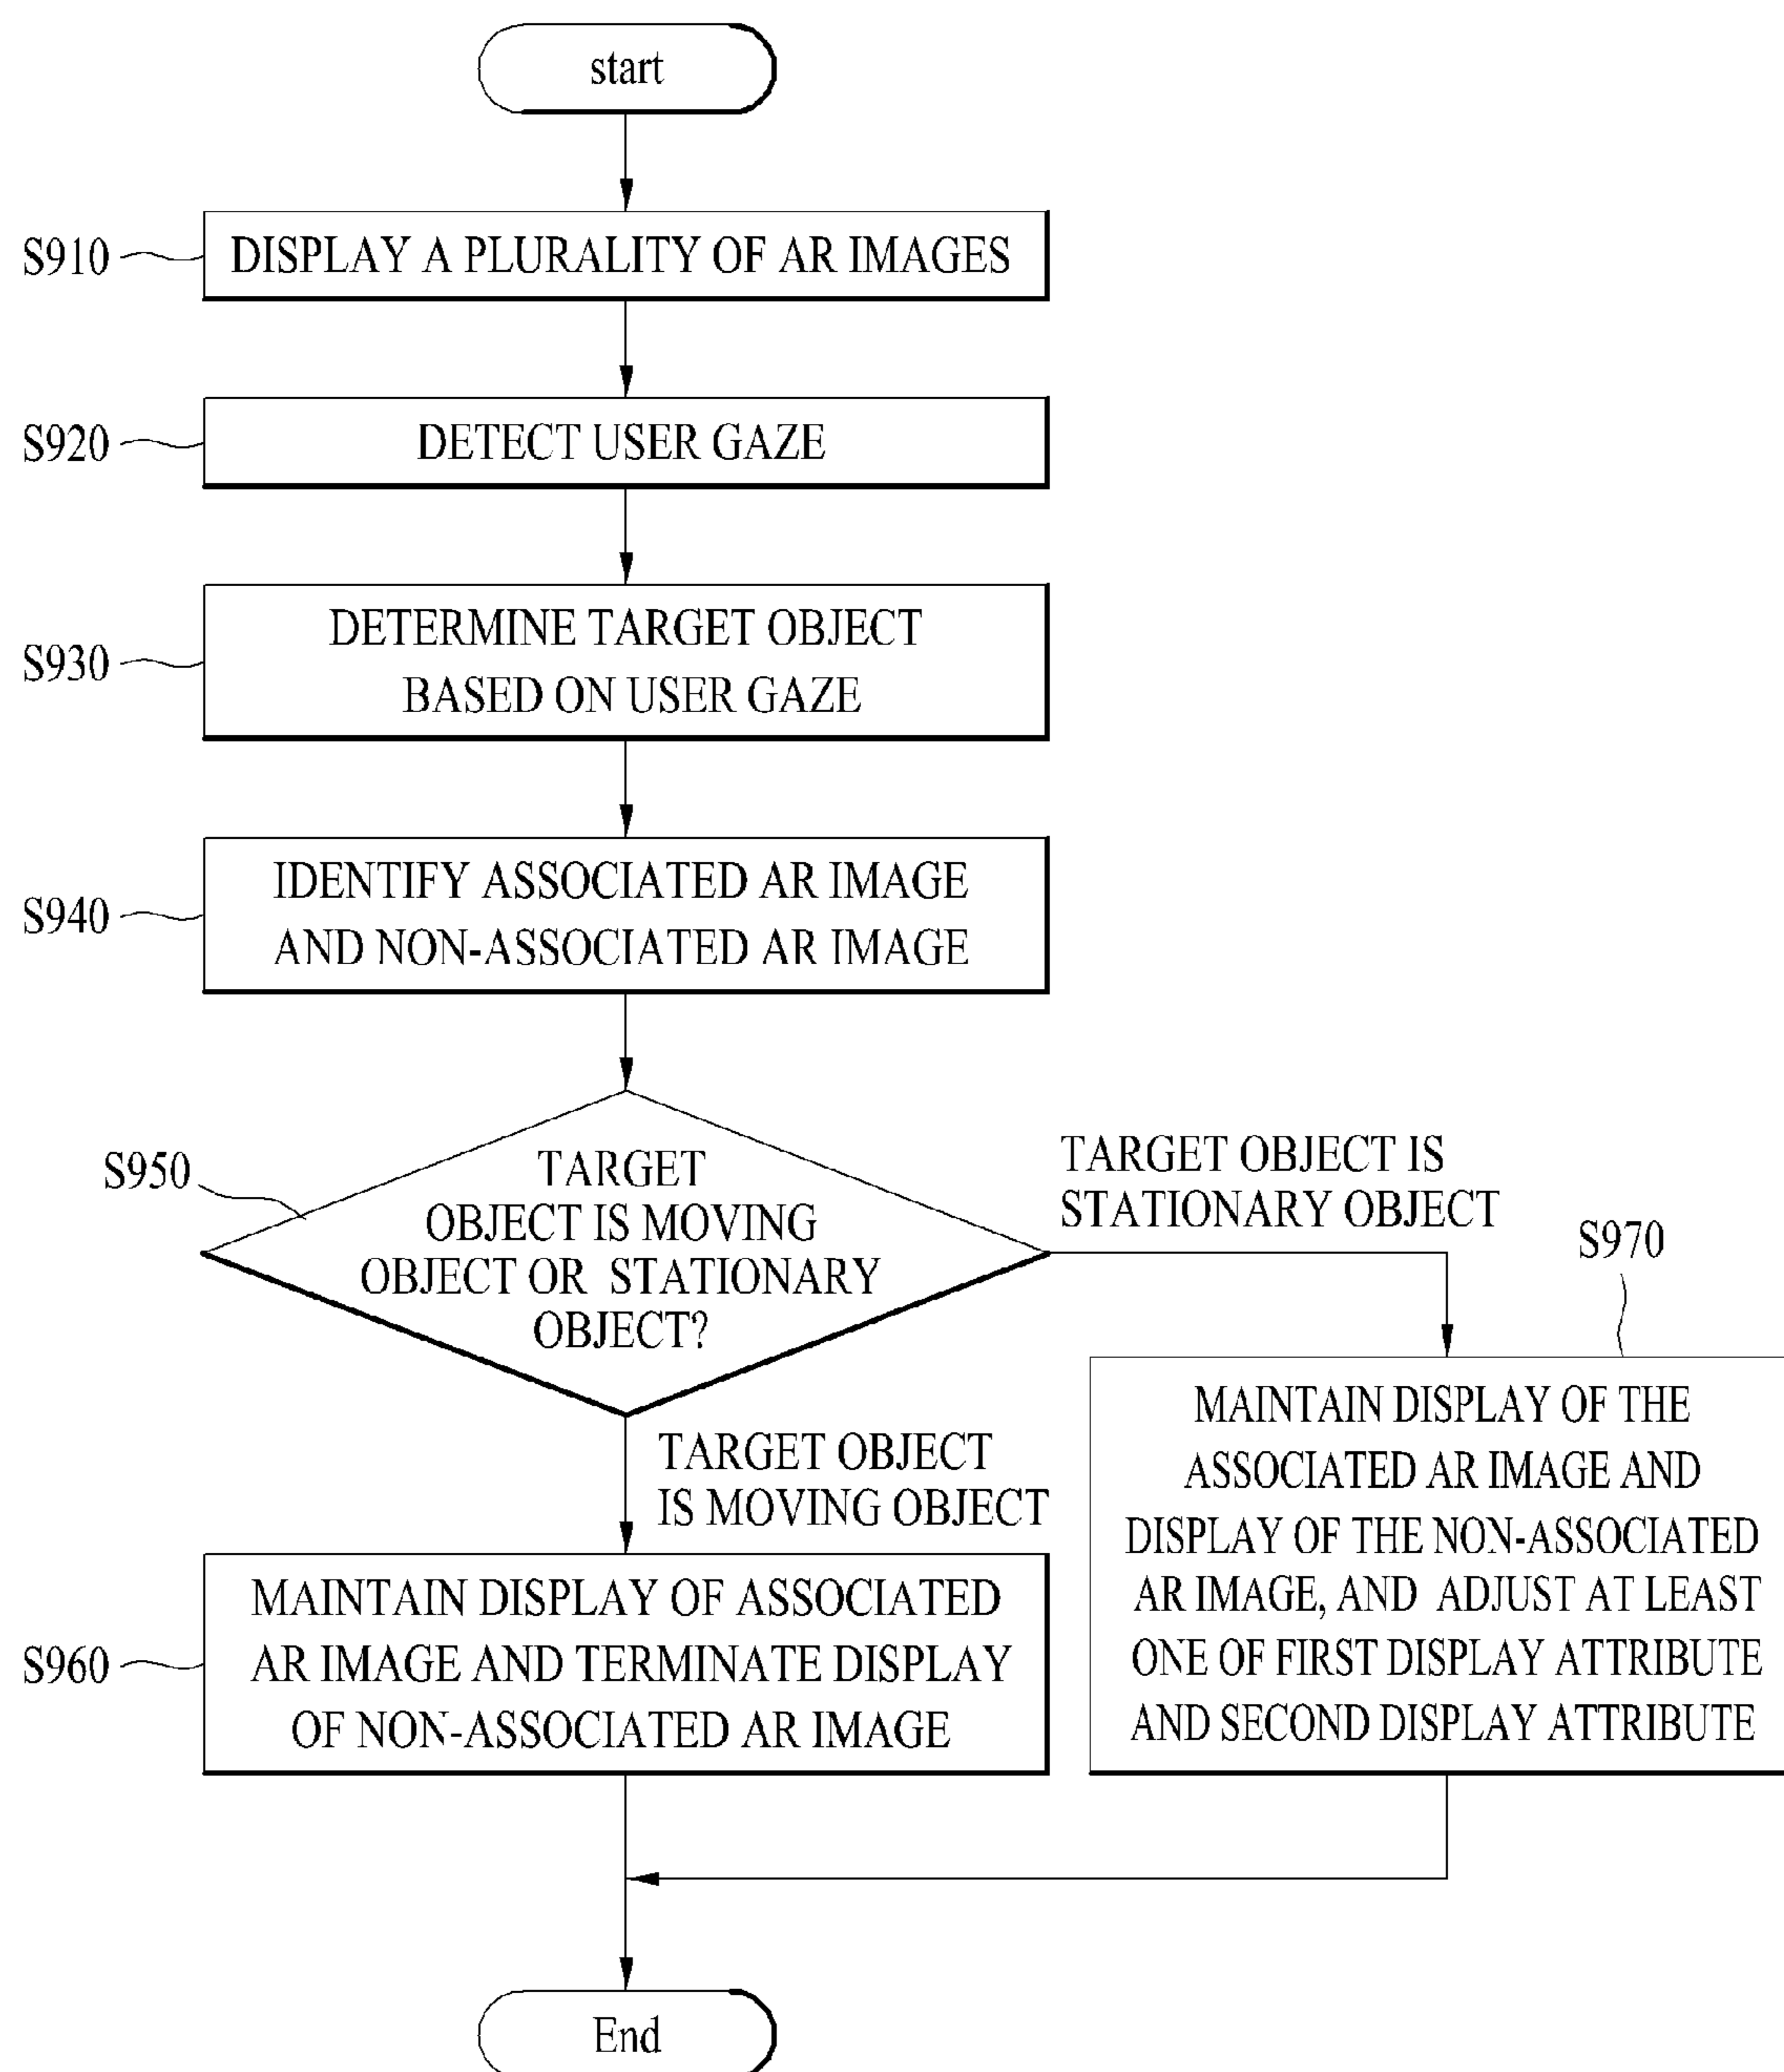 start
S910
DISPLAY A PLURALITY OF AR IMAGES
S920
DETECT USER GAZE
S930
DETERMINE TARGET OBJECT
BASED ON USER GAZE
S940
IDENTIFY ASSOCIATED AR IMAGE
AND NON-ASSOCIATED AR IMAGE
S950
TARGET
OBJECT IS MOVING
OBJECT OR STATIONARY
OBJECT?
TARGET OBJECT IS
STATIONARY OBJECT
S970
MAINTAIN DISPLAY OF THE
ASSOCIATED AR IMAGE AND
DISPLAY OF THE NON-ASSOCIATED
AR IMAGE, AND ADJUST AT LEAST
ONE OF FIRST DISPLAY ATTRIBUTE
AND SECOND DISPLAY ATTRIBUTE
TARGET OBJECT
IS MOVING OBJECT
S960
MAINTAIN DISPLAY OF ASSOCIATED
AR IMAGE AND TERMINATE DISPLAY
OF NON-ASSOCIATED AR IMAGE
End